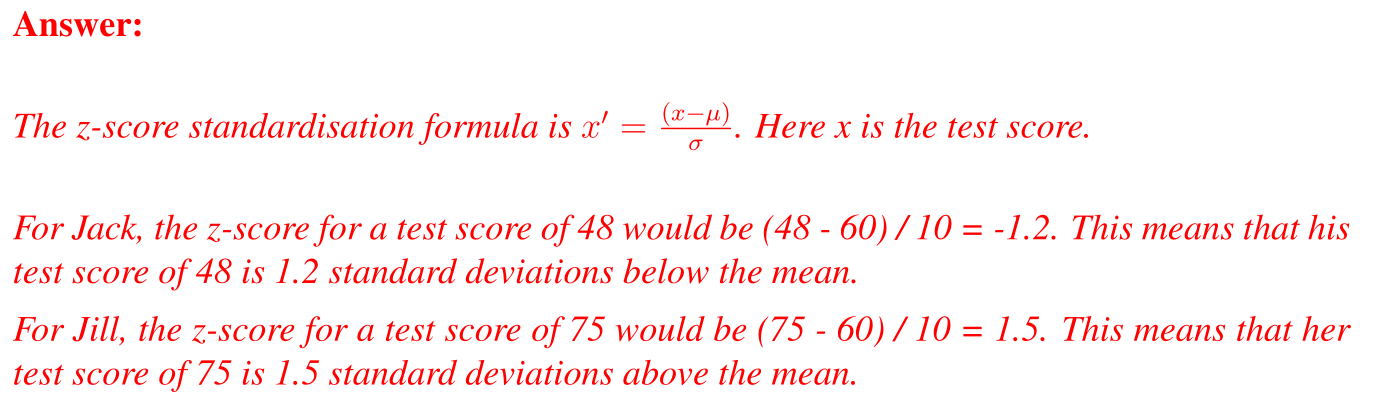 Answer:
The z-score standardisation formula is x′ = (x−μ)/σ. Here x is the test score.
For Jack, the z-score for a test score of 48 would be (48 - 60) / 10 = -1.2. This means that his
test score of 48 is 1.2 standard deviations below the mean.
For Jill, the z-score for a test score of 75 would be (75 - 60) / 10 = 1.5. This means that her
test score of 75 is 1.5 standard deviations above the mean.